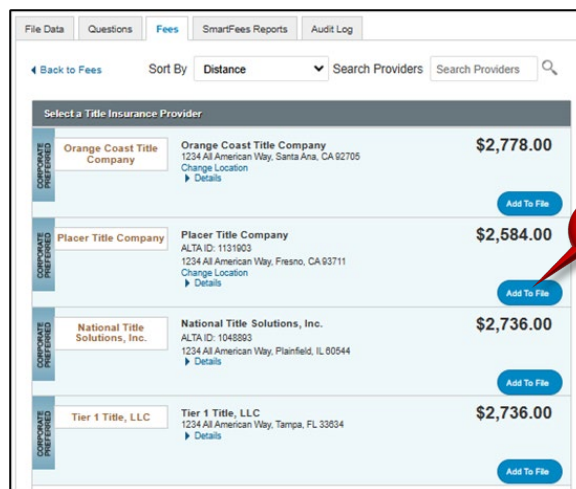 File Data Questions Fees SmartFees Reports Audit Log
Back to Fees Sort By Distance Search Providers Search Providers
Select a Title Insurance Provider
CORPORATE PREFERRED
Orange Coast Title Company
Orange Coast Title Company
1234 All American Way, Santa Ana, CA 92705
Change Location
Details
$2,778.00
Add To File
CORPORATE PREFERRED
Placer Title Company
Placer Title Company
ALTA ID: 1131903
1234 All American Way, Fresno, CA 93711
Change Location
Details
$2,584.00
Add To File
CORPORATE PREFERRED
National Title Solutions, Inc.
National Title Solutions, Inc.
ALTA ID: 1048893
1234 All American Way, Plainfield, IL 60544
Details
$2,736.00
Add To File
CORPORATE PREFERRED
Tier 1 Title, LLC
Tier 1 Title, LLC
1234 All American Way, Tampa, FL 33634
Details
$2,736.00
Add To File